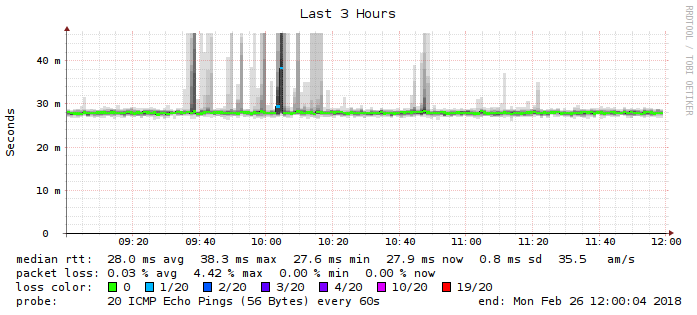 Last 3 Hours
RRDTOOL / TOBI OETIKER
Seconds
40 m
30 m
20 m
10 m
0
09:20 09:40 10:00 10:20 10:40 11:00 11:20 11:40 12:00
median rtt: 28.0 ms avg 38.3 ms max 27.6 ms min 27.9 ms now 0.8 ms sd 35.5 am/s
packet loss: 0.03 % avg 4.42 % max 0.00 % min 0.00 % now
loss color: 0 1/20 2/20 3/20 4/20 10/20 19/20
probe: 20 ICMP Echo Pings (56 Bytes) every 60s end: Mon Feb 26 12:00:04 2018